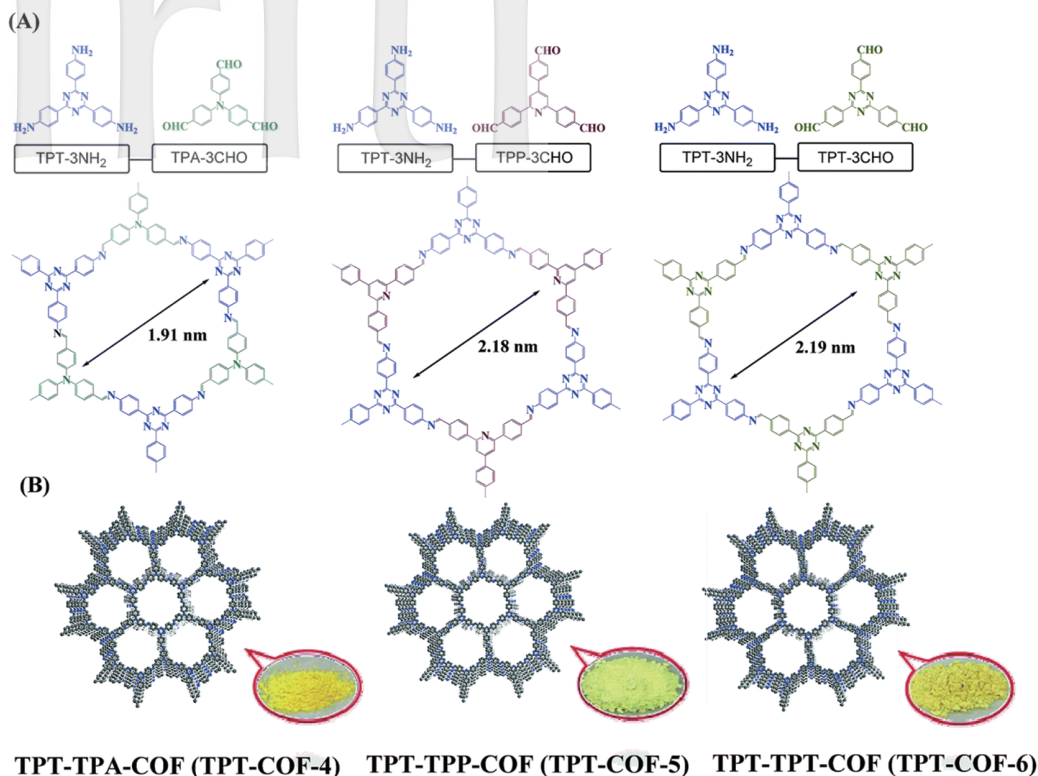 (A)
NH₂ CHO NH₂ CHO NH₂ CHO
H₂N NH₂ OHC CHO H₂N NH₂ OHC CHO H₂N NH₂ OHC CHO
TPT-3NH₂ TPA-3CHO TPT-3NH₂ TPP-3CHO TPT-3NH₂ TPT-3CHO
1.91 nm 2.18 nm 2.19 nm
(B)
TPT-TPA-COF (TPT-COF-4) TPT-TPP-COF (TPT-COF-5) TPT-TPT-COF (TPT-COF-6)